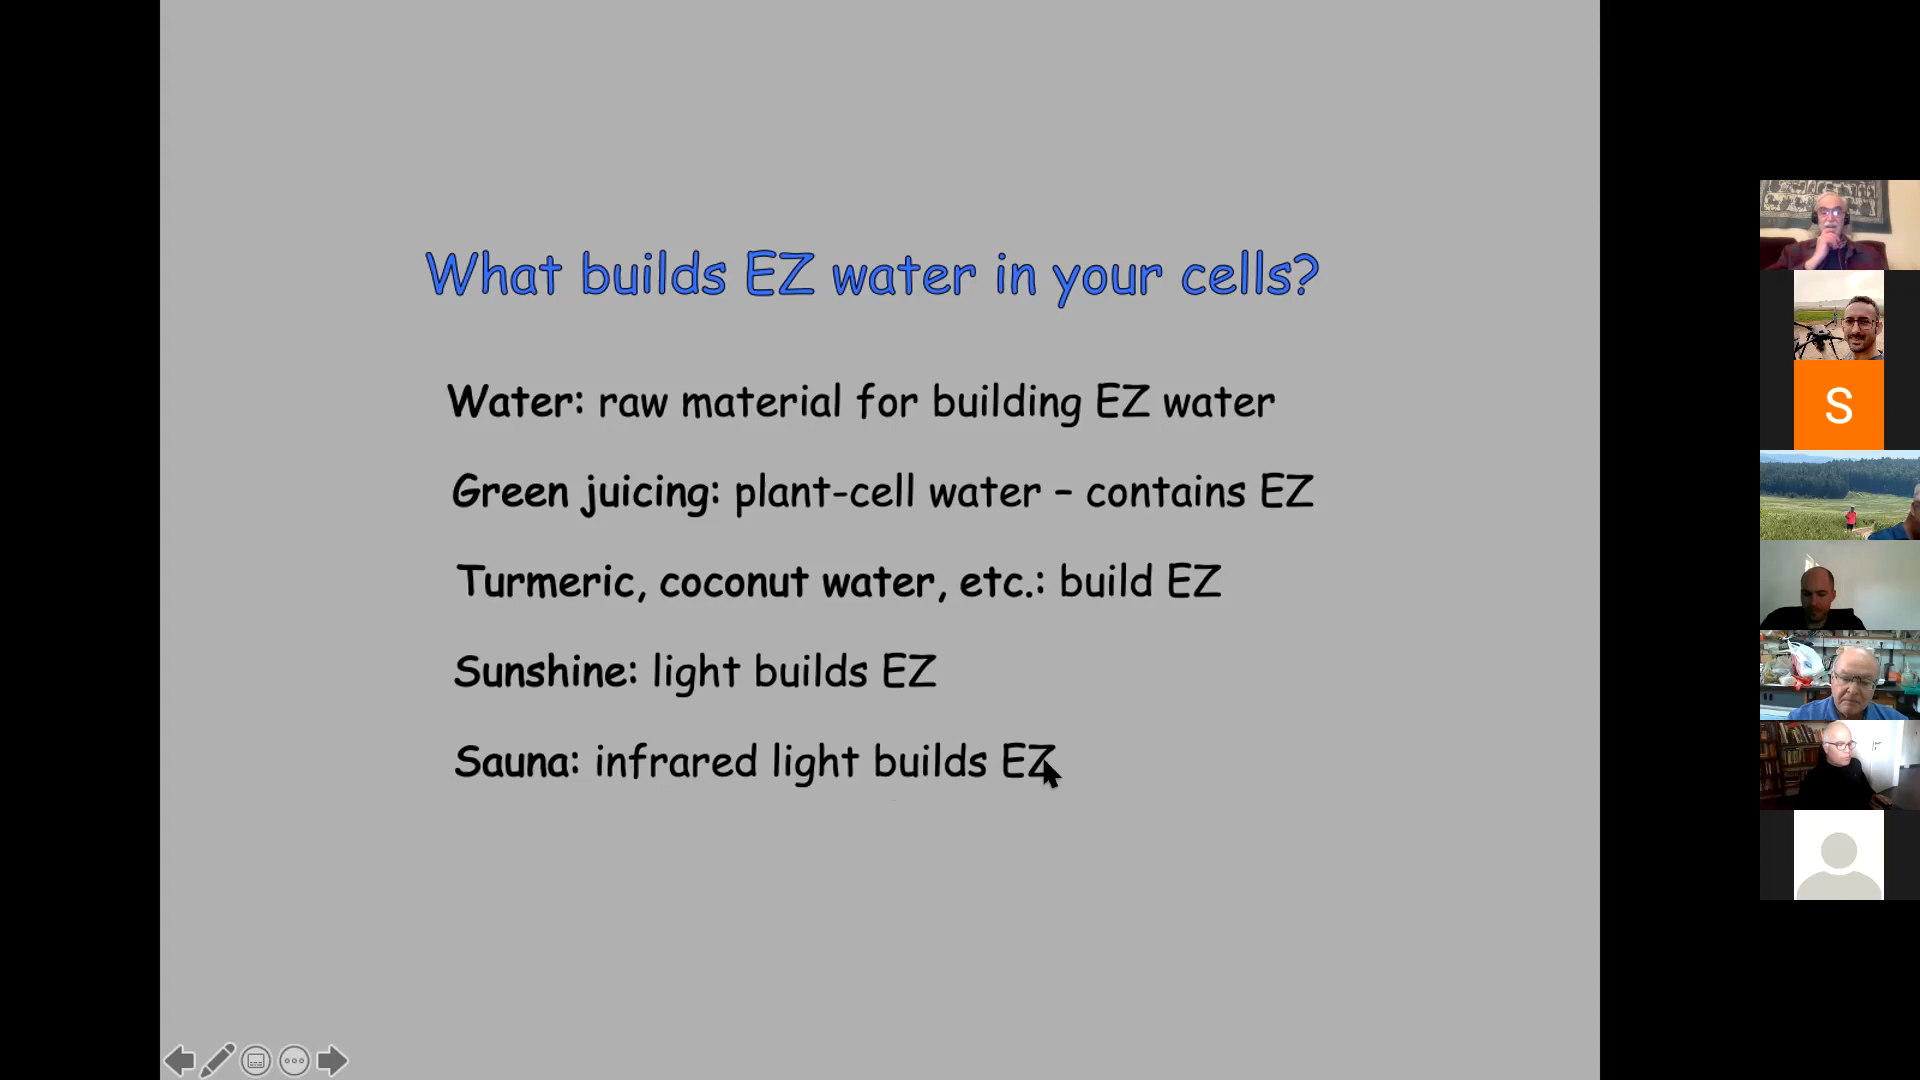 What builds EZ water in your cells?
Water: raw material for building EZ water
Green juicing: plant-cell water – contains EZ
Turmeric, coconut water, etc.: build EZ
Sunshine: light builds EZ
Sauna: infrared light builds EZ
S